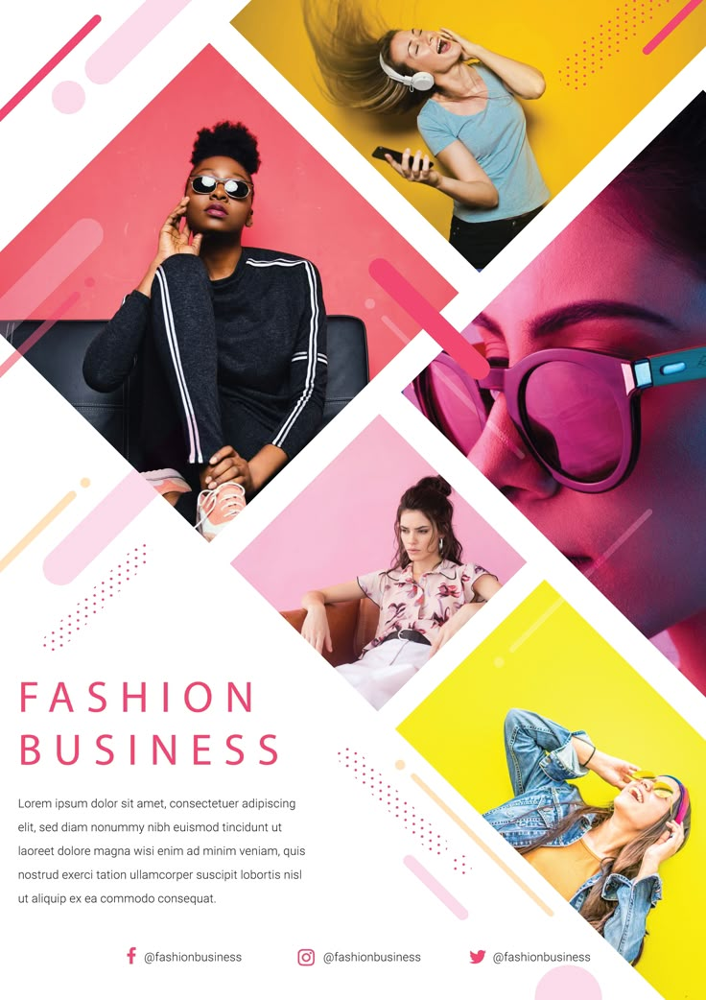 FASHION
BUSINESS
Lorem ipsum dolor sit amet, consectetuer adipiscing
elit, sed diam nonummy nibh euismod tincidunt ut
laoreet dolore magna wisi enim ad minim veniam, quis
nostrud exerci tation ullamcorper suscipit lobortis nisl
ut aliquip ex ea commodo consequat.
@fashionbusiness @fashionbusiness @fashionbusiness